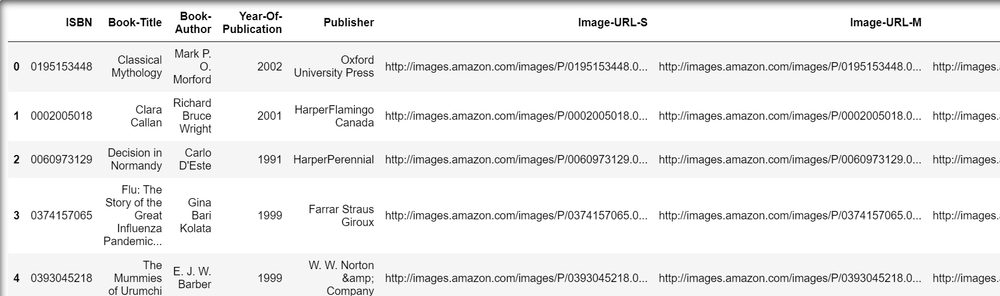 ISBN Book-Title Book-Author Year-Of-Publication Publisher Image-URL-S Image-URL-M
0 0195153448 Classical Mythology Mark P. O. Morford 2002 Oxford University Press http://images.amazon.com/images/P/0195153448.0... http://images.amazon.com/images/P/0195153448.0... http://images.
1 0002005018 Clara Callan Richard Bruce Wright 2001 HarperFlamingo Canada http://images.amazon.com/images/P/0002005018.0... http://images.amazon.com/images/P/0002005018.0... http://images.
2 0060973129 Decision in Normandy Carlo D'Este 1991 HarperPerennial http://images.amazon.com/images/P/0060973129.0... http://images.amazon.com/images/P/0060973129.0... http://images.
3 0374157065 Flu: The Story of the Great Influenza Pandemic... Gina Bari Kolata 1999 Farrar Straus Giroux http://images.amazon.com/images/P/0374157065.0... http://images.amazon.com/images/P/0374157065.0... http://images.
4 0393045218 The Mummies of Urumchi E. J. W. Barber 1999 W. W. Norton &amp; Company http://images.amazon.com/images/P/0393045218.0... http://images.amazon.com/images/P/0393045218.0... http://images.